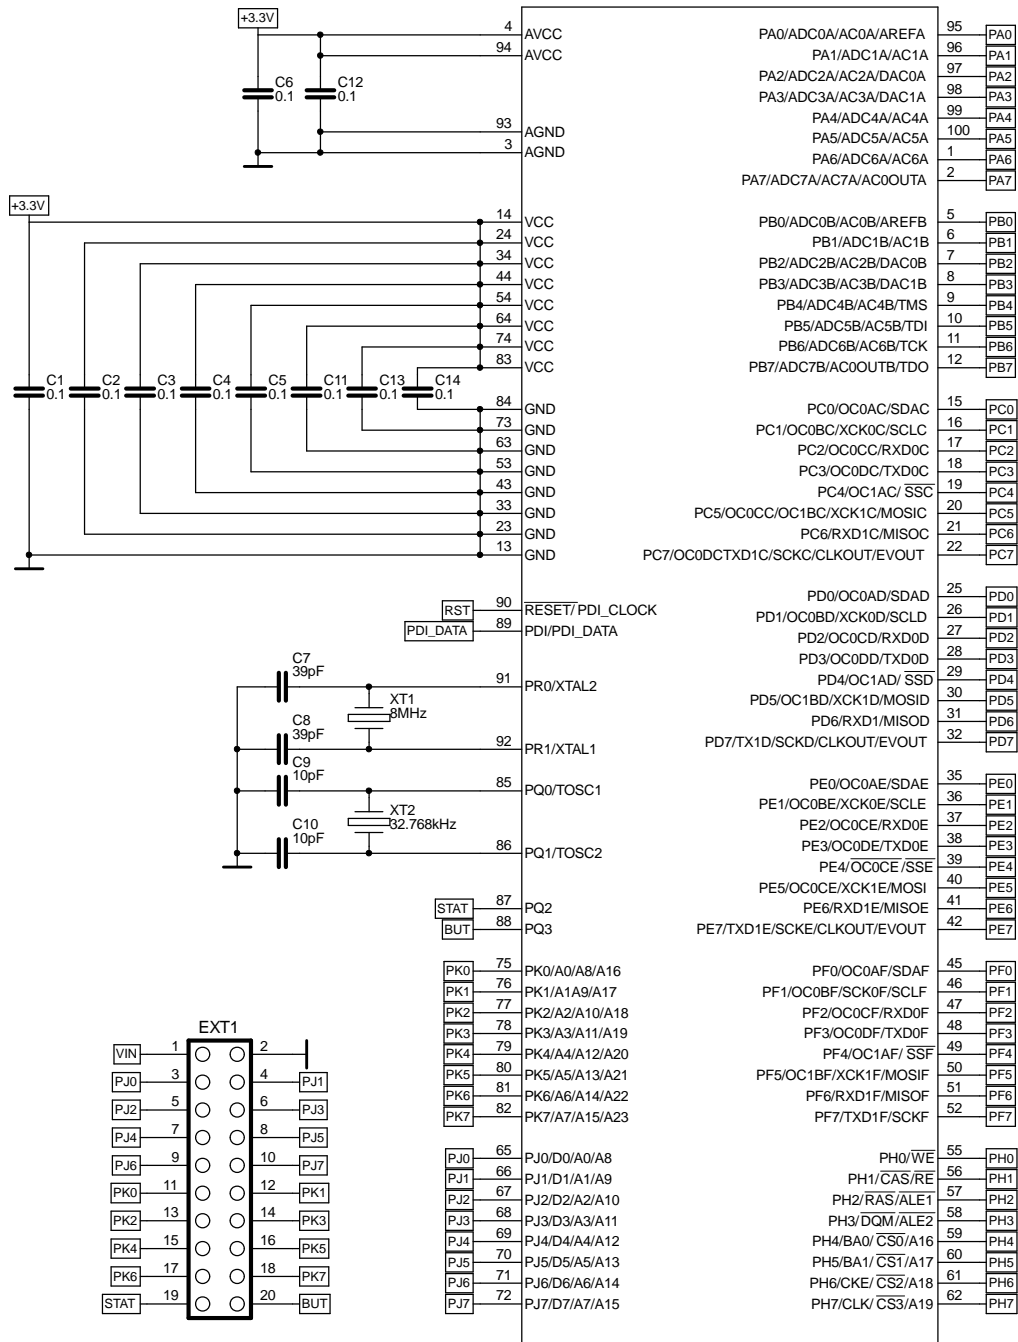 +3.3V
4 AVCC PA0/ADC0A/AC0A/AREFA 95 PA0
94 AVCC PA1/ADC1A/AC1A 96 PA1
PA2/ADC2A/AC2A/DAC0A 97 PA2
C6 0.1 C12 0.1 PA3/ADC3A/AC3A/DAC1A 98 PA3
PA4/ADC4A/AC4A 99 PA4
93 AGND PA5/ADC5A/AC5A 100 PA5
3 AGND PA6/ADC6A/AC6A 1 PA6
PA7/ADC7A/AC7A/AC0OUTA 2 PA7
+3.3V
14 VCC PB0/ADC0B/AC0B/AREFB 5 PB0
24 VCC PB1/ADC1B/AC1B 6 PB1
34 VCC PB2/ADC2B/AC2B/DAC0B 7 PB2
44 VCC PB3/ADC3B/AC3B/DAC1B 8 PB3
54 VCC PB4/ADC4B/AC4B/TMS 9 PB4
64 VCC PB5/ADC5B/AC5B/TDI 10 PB5
74 VCC PB6/ADC6B/AC6B/TCK 11 PB6
83 VCC PB7/ADC7B/AC0OUTB/TDO 12 PB7
C1 0.1 C2 0.1 C3 0.1 C4 0.1 C5 0.1 C11 0.1 C13 0.1 C14 0.1
84 GND PC0/OC0AC/SDAC 15 PC0
73 GND PC1/OC0BC/XCK0C/SCLC 16 PC1
63 GND PC2/OC0CC/RXD0C 17 PC2
53 GND PC3/OC0DC/TXD0C 18 PC3
43 GND PC4/OC1AC/ SSC 19 PC4
33 GND PC5/OC0CC/OC1BC/XCK1C/MOSIC 20 PC5
23 GND PC6/RXD1C/MISOC 21 PC6
13 GND PC7/OC0DCTXD1C/SCKC/CLKOUT/EVOUT 22 PC7
PD0/OC0AD/SDAD 25 PD0
RST 90 RESET/PDI_CLOCK PD1/OC0BD/XCK0D/SCLD 26 PD1
PDI_DATA 89 PDI/PDI_DATA PD2/OC0CD/RXD0D 27 PD2
PD3/OC0DD/TXD0D 28 PD3
C7 39pF 91 PR0/XTAL2 PD4/OC1AD/ SSD 29 PD4
XT1 8MHz PD5/OC1BD/XCK1D/MOSID 30 PD5
PD6/RXD1/MISOD 31 PD6
C8 39pF 92 PR1/XTAL1 PD7/TX1D/SCKD/CLKOUT/EVOUT 32 PD7
C9 10pF 85 PQ0/TOSC1 PE0/OC0AE/SDAE 35 PE0
XT2 32.768kHz PE1/OC0BE/XCK0E/SCLE 36 PE1
PE2/OC0CE/RXD0E 37 PE2
C10 10pF 86 PQ1/TOSC2 PE3/OC0DE/TXD0E 38 PE3
PE4/OC0CE/SSE 39 PE4
PE5/OC0CE/XCK1E/MOSI 40 PE5
STAT 87 PQ2 PE6/RXD1E/MISOE 41 PE6
BUT 88 PQ3 PE7/TXD1E/SCKE/CLKOUT/EVOUT 42 PE7
PK0 75 PK0/A0/A8/A16 PF0/OC0AF/SDAF 45 PF0
PK1 76 PK1/A1A9/A17 PF1/OC0BF/SCK0F/SCLF 46 PF1
PK2 77 PK2/A2/A10/A18 PF2/OC0CF/RXD0F 47 PF2
PK3 78 PK3/A3/A11/A19 PF3/OC0DF/TXD0F 48 PF3
PK4 79 PK4/A4/A12/A20 PF4/OC1AF/ SSF 49 PF4
PK5 80 PK5/A5/A13/A21 PF5/OC1BF/XCK1F/MOSIF 50 PF5
PK6 81 PK6/A6/A14/A22 PF6/RXD1F/MISOF 51 PF6
PK7 82 PK7/A7/A15/A23 PF7/TXD1F/SCKF 52 PF7
PJ0 65 PJ0/D0/A0/A8 PH0/WE 55 PH0
PJ1 66 PJ1/D1/A1/A9 PH1/CAS/RE 56 PH1
PJ2 67 PJ2/D2/A2/A10 PH2/RAS/ALE1 57 PH2
PJ3 68 PJ3/D3/A3/A11 PH3/DQM/ALE2 58 PH3
PJ4 69 PJ4/D4/A4/A12 PH4/BA0/ CS0/A16 59 PH4
PJ5 70 PJ5/D5/A5/A13 PH5/BA1/ CS1/A17 60 PH5
PJ6 71 PJ6/D6/A6/A14 PH6/CKE/ CS2/A18 61 PH6
PJ7 72 PJ7/D7/A7/A15 PH7/CLK/ CS3/A19 62 PH7
EXT1
VIN 1 2
PJ0 3 4 PJ1
PJ2 5 6 PJ3
PJ4 7 8 PJ5
PJ6 9 10 PJ7
PK0 11 12 PK1
PK2 13 14 PK3
PK4 15 16 PK5
PK6 17 18 PK7
STAT 19 20 BUT